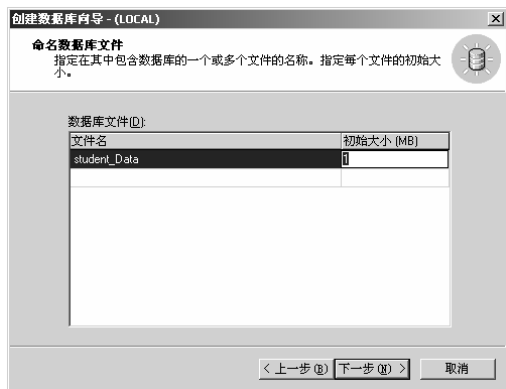 创建数据库向导 - (LOCAL)
命名数据库文件
指定在其中包含数据库的一个或多个文件的名称。指定每个文件的初始大
小。
数据库文件(D):
文件名 初始大小 (MB)
student_Data 1
< 上一步(B) 下一步(N) > 取消